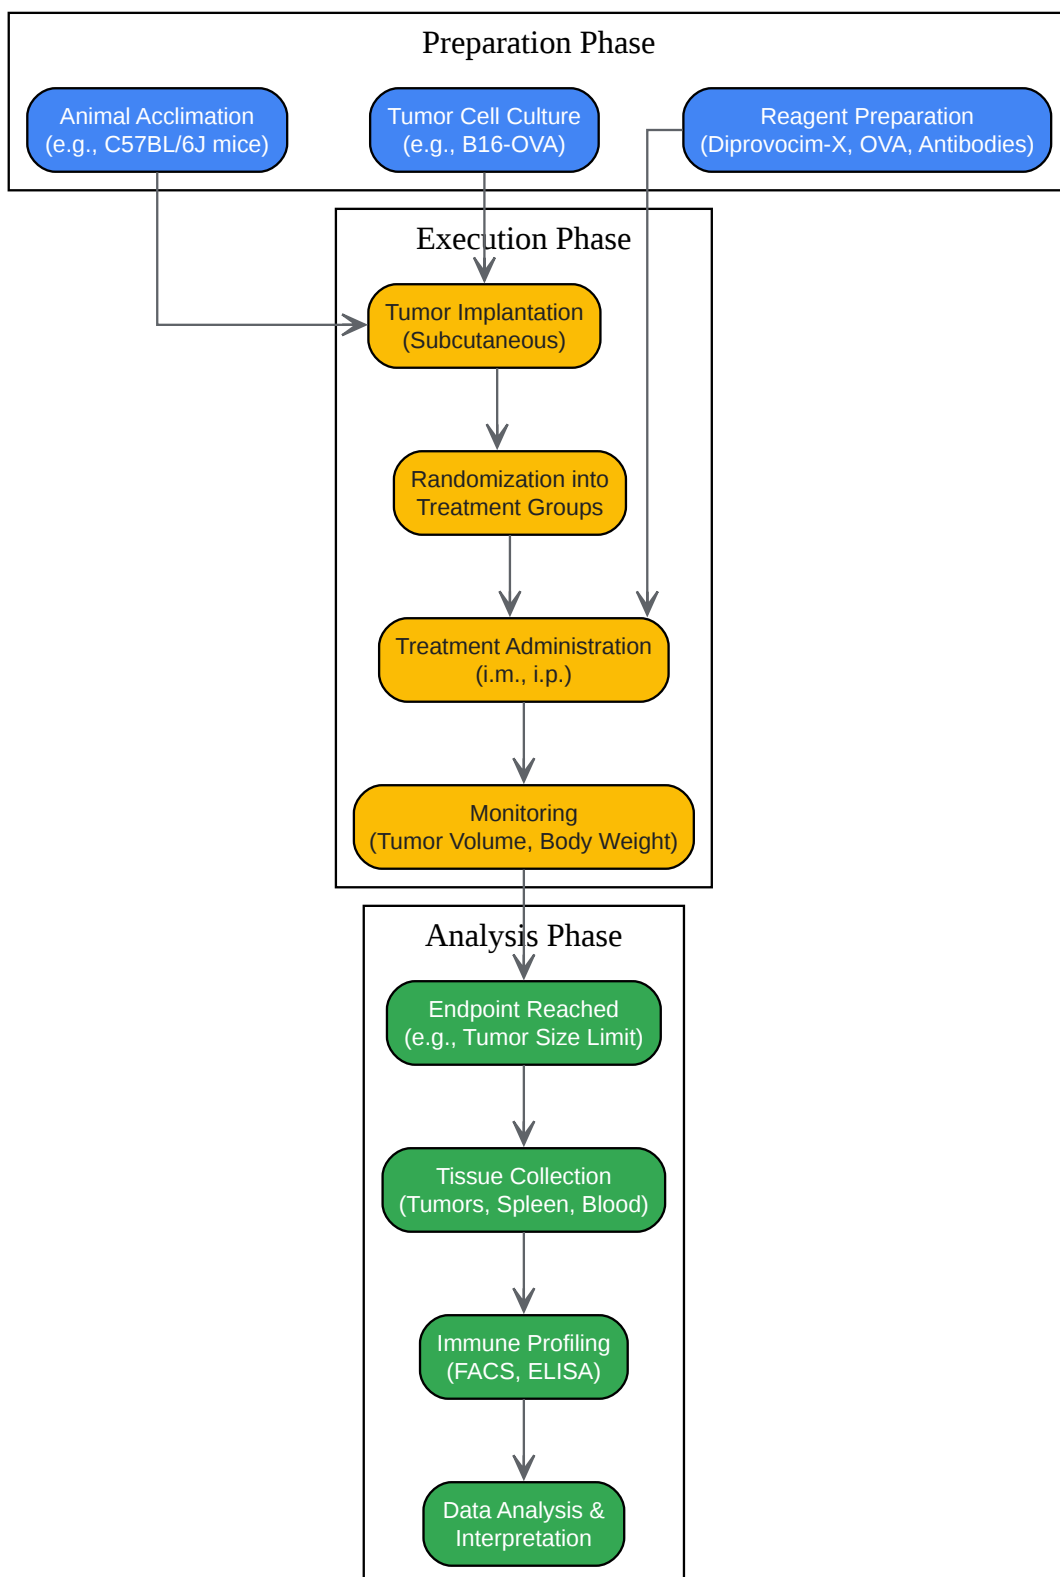 Preparation Phase
Animal Acclimation
(e.g., C57BL/6J mice)
Tumor Cell Culture
(e.g., B16-OVA)
Reagent Preparation
(Diprovocim-X, OVA, Antibodies)
Execution Phase
Tumor Implantation
(Subcutaneous)
Randomization into
Treatment Groups
Treatment Administration
(i.m., i.p.)
Monitoring
(Tumor Volume, Body Weight)
Analysis Phase
Endpoint Reached
(e.g., Tumor Size Limit)
Tissue Collection
(Tumors, Spleen, Blood)
Immune Profiling
(FACS, ELISA)
Data Analysis &
Interpretation